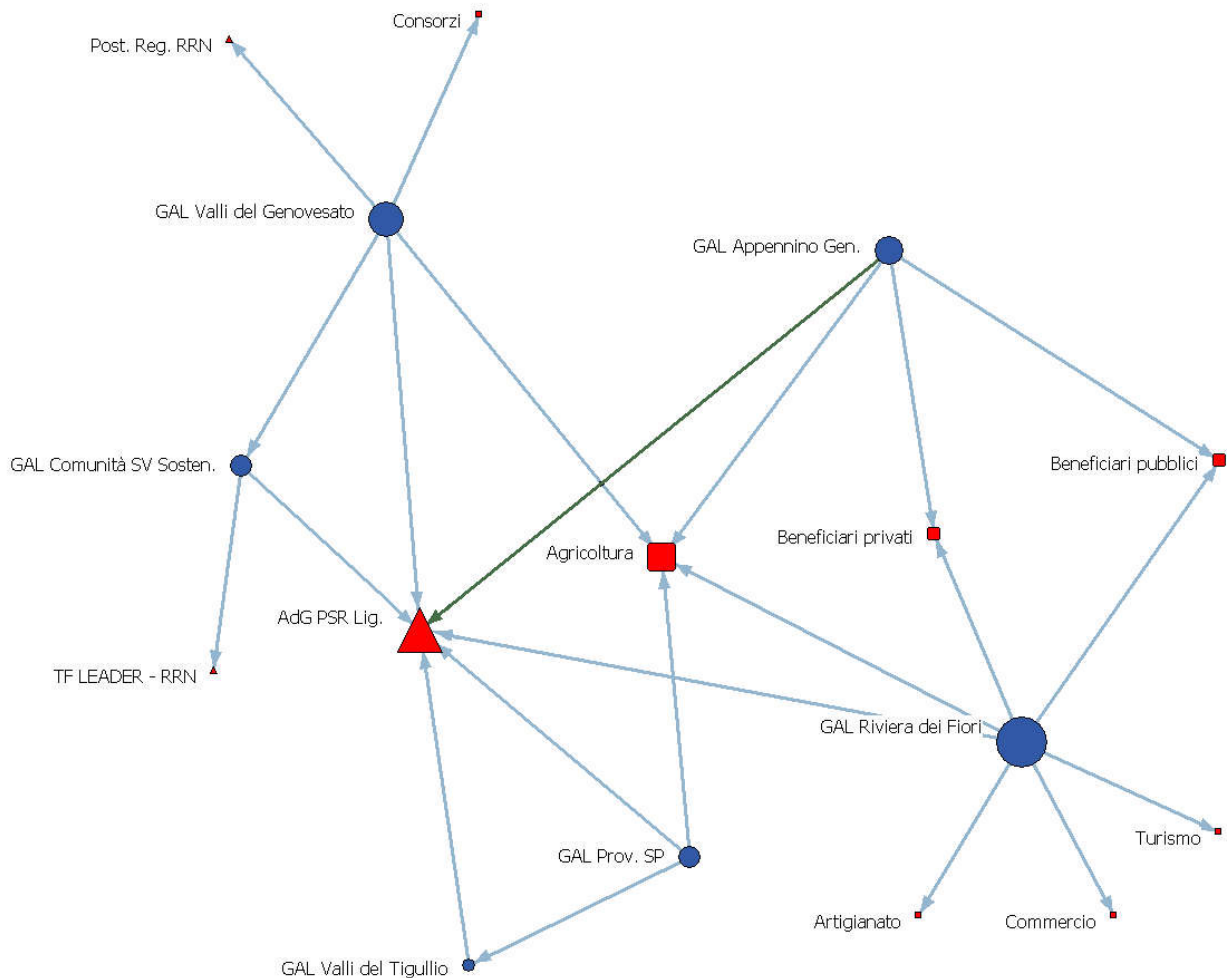 Consorzi
Post. Reg. RRN
GAL Valli del Genovesato
GAL Appennino Gen.
GAL Comunità SV Sosten.
Beneficiari pubblici
Beneficiari privati
Agricoltura
AdG PSR Lig.
TF LEADER - RRN
GAL Riviera dei Fiori
Turismo
GAL Prov. SP
Artigianato
Commercio
GAL Valli del Tigullio